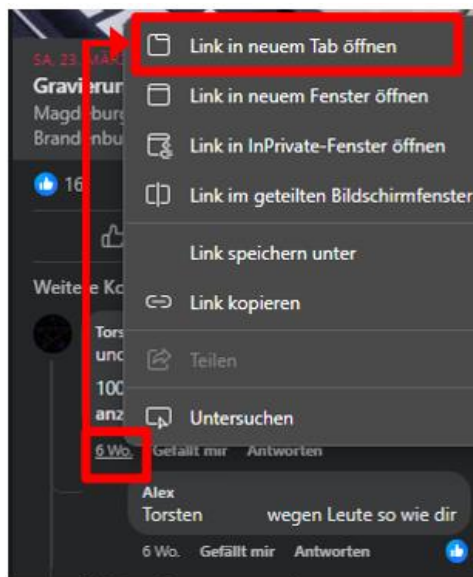 SA, 23. MÄRZ
Link in neuem Tab öffnen
Gravierur
Link in neuem Fenster öffnen
Magdeburg
Brandenbu
Link in InPrivate-Fenster öffnen
16
Link im geteilten Bildschirmfenster
Link speichern unter
Weitere Ko
Link kopieren
Tors
und
Teilen
100
anz
Untersuchen
6 Wo. Gefällt mir Antworten
Alex
Torsten wegen Leute so wie dir
6 Wo. Gefällt mir Antworten